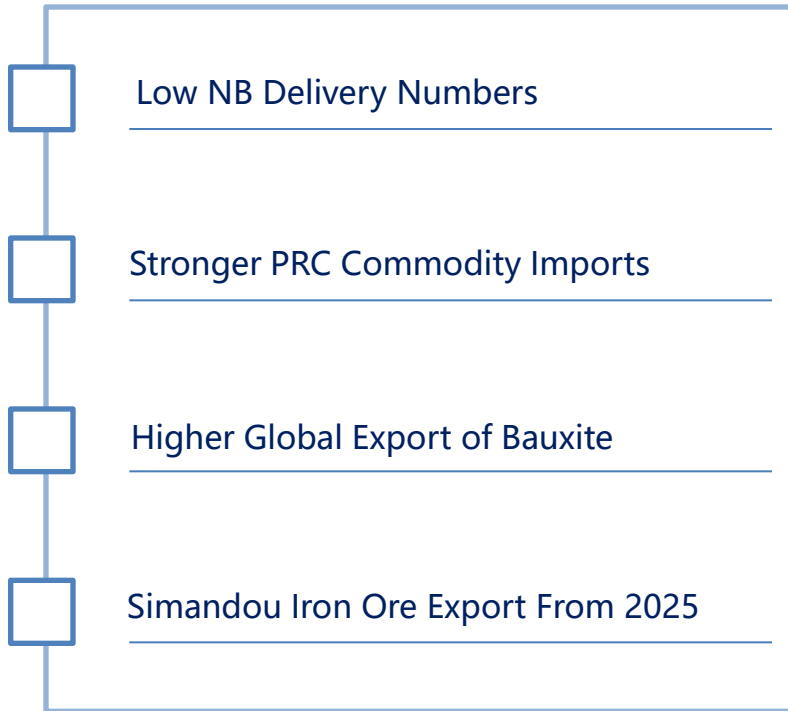 Low NB Delivery Numbers
Stronger PRC Commodity Imports
Higher Global Export of Bauxite
Simandou Iron Ore Export From 2025